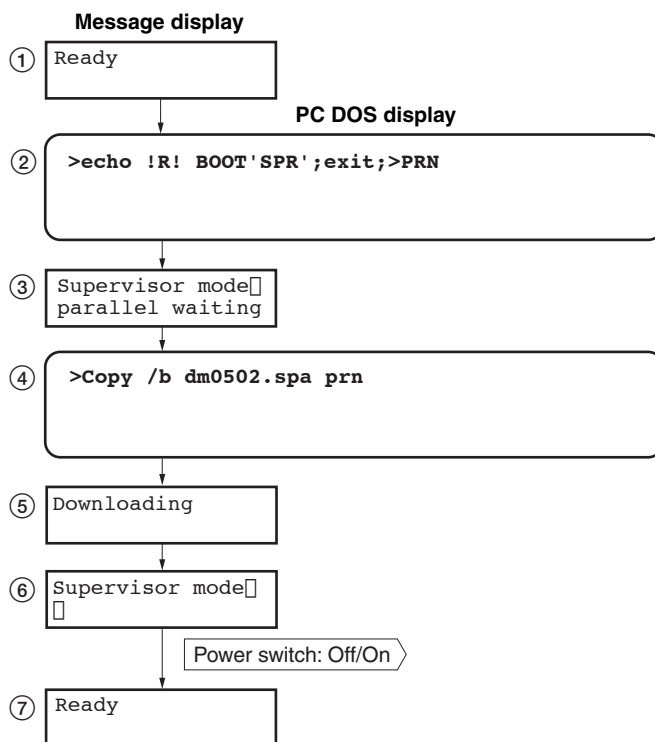 Message display
① Ready
PC DOS display
② >echo !R! BOOT'SPR';exit;>PRN
③ Supervisor mode▯
parallel waiting
④ >Copy /b dm0502.spa prn
⑤ Downloading
⑥ Supervisor mode▯
▯
Power switch: Off/On
⑦ Ready